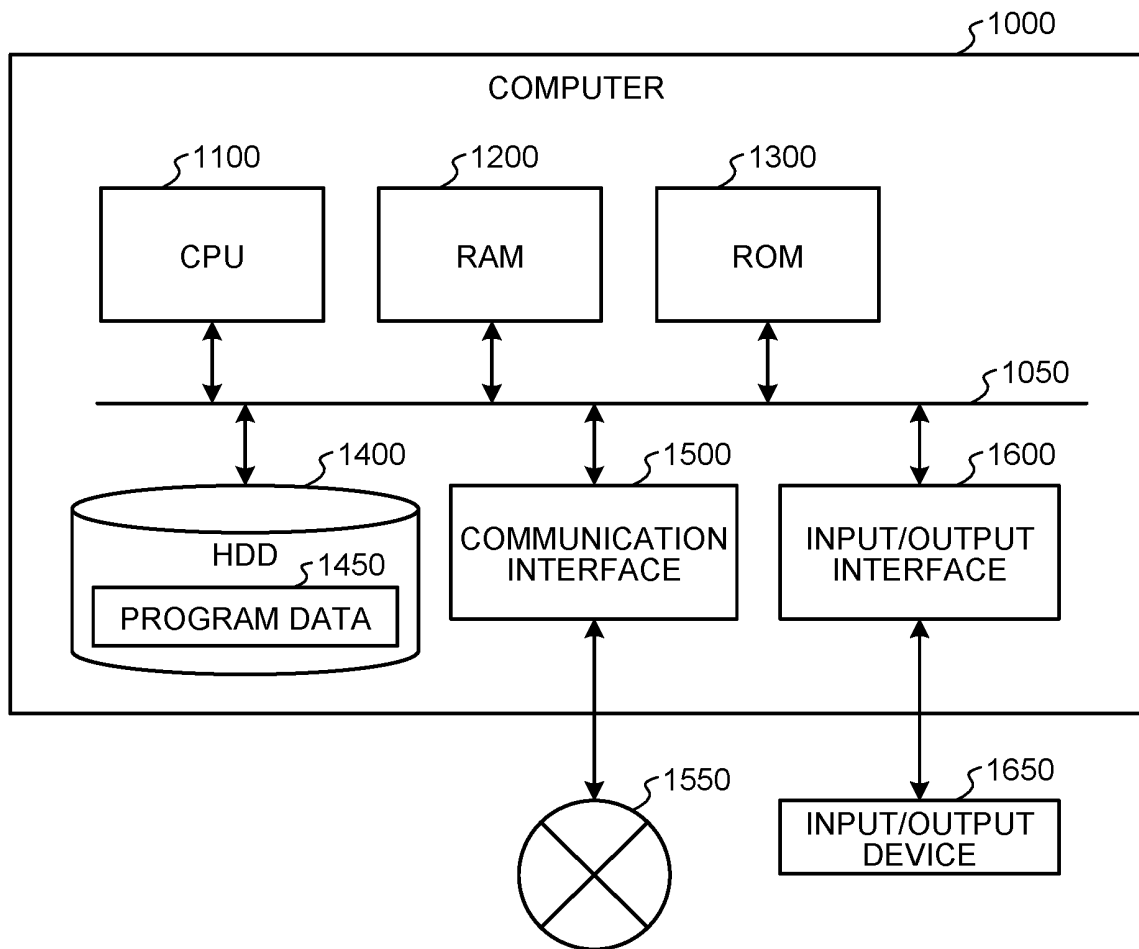 1000
COMPUTER
1100
1200
1300
CPU
RAM
ROM
1050
1400
1500
1600
HDD
1450
PROGRAM DATA
COMMUNICATION
INTERFACE
INPUT/OUTPUT
INTERFACE
1550
1650
INPUT/OUTPUT
DEVICE